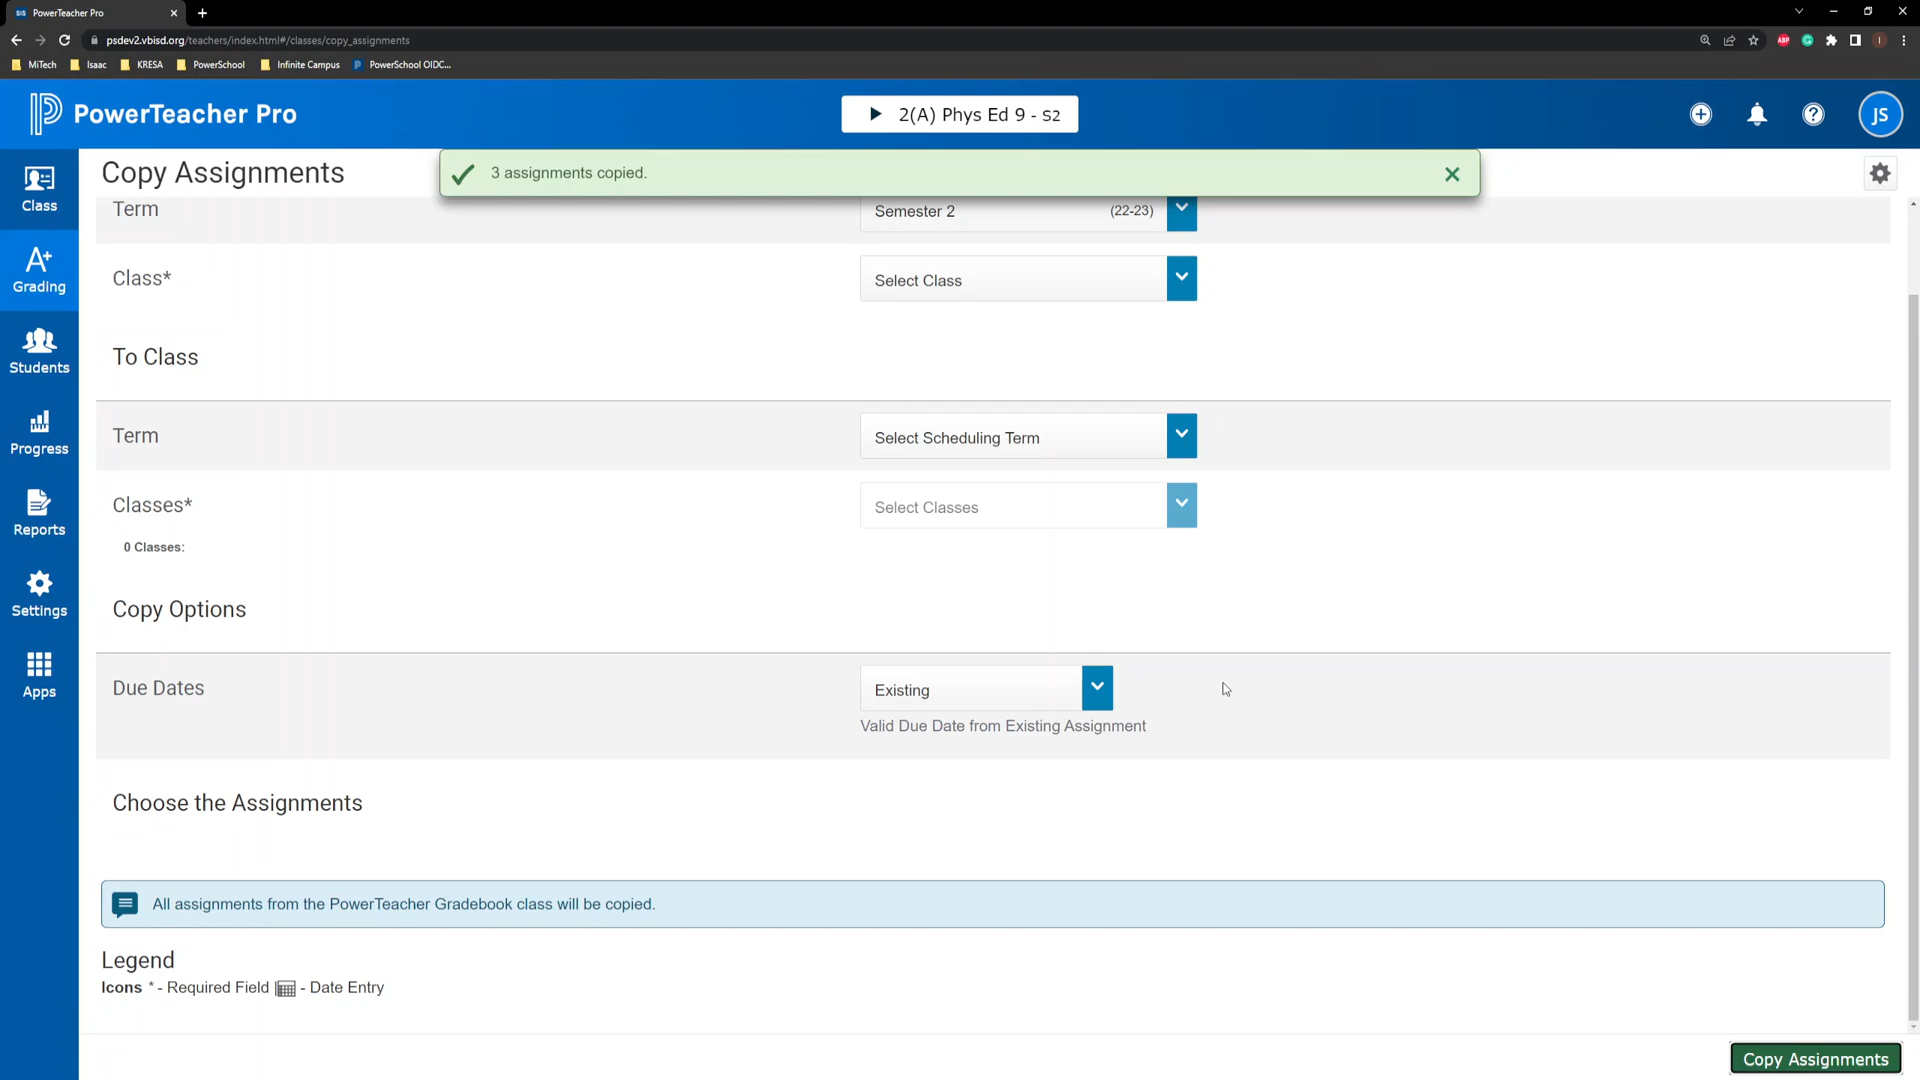 SIS PowerTeacher Pro
psdev2.vbisd.org/teachers/index.html#/classes/copy_assignments
ABP
I
MiTech Isaac KRESA PowerSchool Infinite Campus PowerSchool OIDC...
PowerTeacher Pro
2(A) Phys Ed 9 - S2
JS
Class
Grading
Students
Progress
Reports
Settings
Apps
Copy Assignments
3 assignments copied.
Term
Semester 2 (22-23)
Class*
Select Class
To Class
Term
Select Scheduling Term
Classes*
Select Classes
0 Classes:
Copy Options
Due Dates
Existing
Valid Due Date from Existing Assignment
Choose the Assignments
All assignments from the PowerTeacher Gradebook class will be copied.
Legend
Icons * - Required Field - Date Entry
Copy Assignments